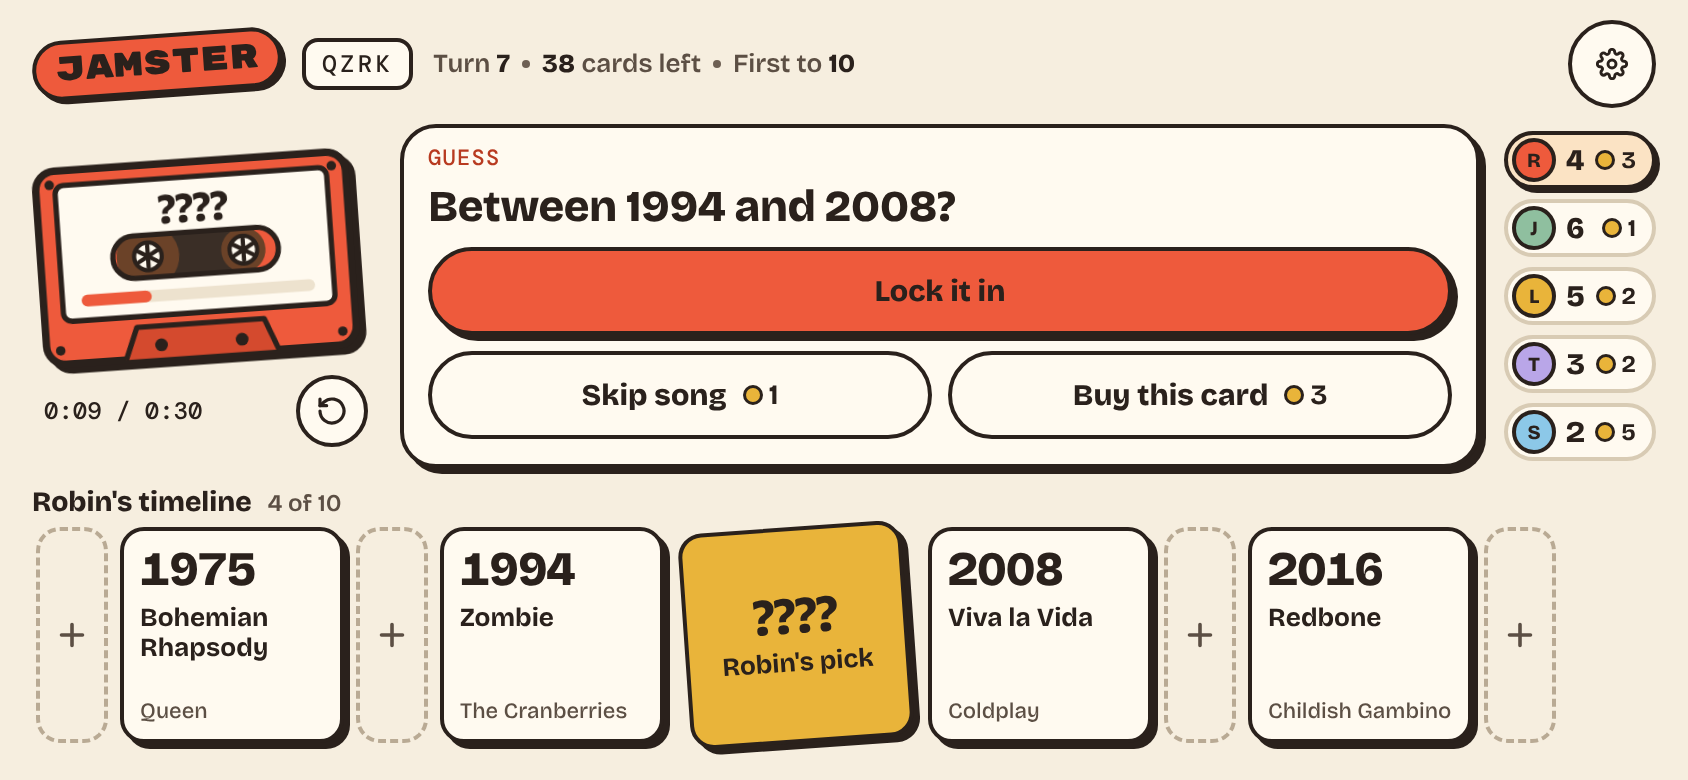 JAMSTER
QZRK
Turn 7 • 38 cards left • First to 10
????
0:09 / 0:30
GUESS
Between 1994 and 2008?
Lock it in
Skip song 1
Buy this card 3
R 4 3
J 6 1
L 5 2
T 3 2
S 2 5
Robin's timeline 4 of 10
+
1975
Bohemian
Rhapsody
Queen
+
1994
Zombie
The Cranberries
????
Robin's pick
2008
Viva la Vida
Coldplay
+
2016
Redbone
Childish Gambino
+